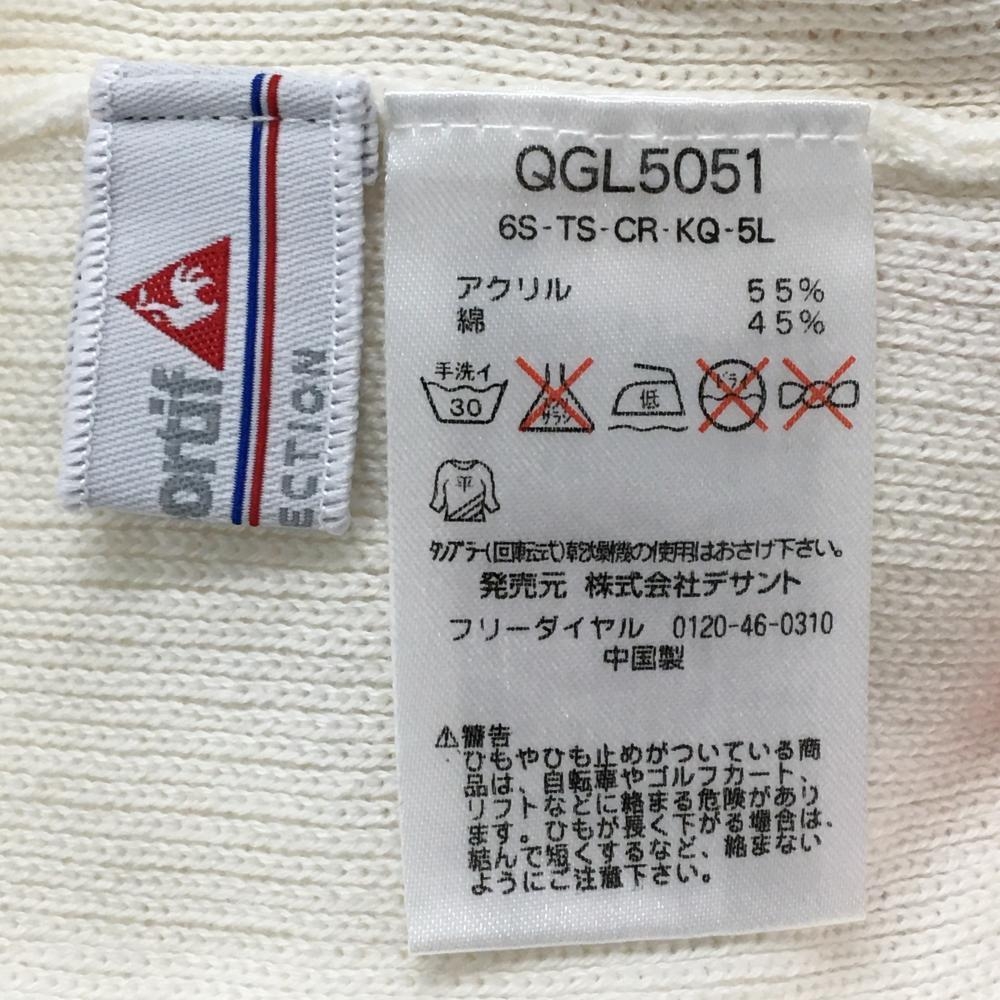 ortif
ECTION
QGL5051
6S-TS-CR-KQ-5L
アクリル 55%
綿 45%
手洗イ
30
サラシ
低
ドライ
平
タンブラー(回転式)乾燥機の使用はおさけ下さい。
発売元 株式会社デサント
フリーダイヤル 0120-46-0310
中国製
⚠警告
ひもやひも止めがついている商
品は、自転車やゴルフカート、
リフトなどに絡まる危険があり
ます。ひもが長く下がる場合は、
結んで短くするなど、絡まない
ようにご注意下さい。